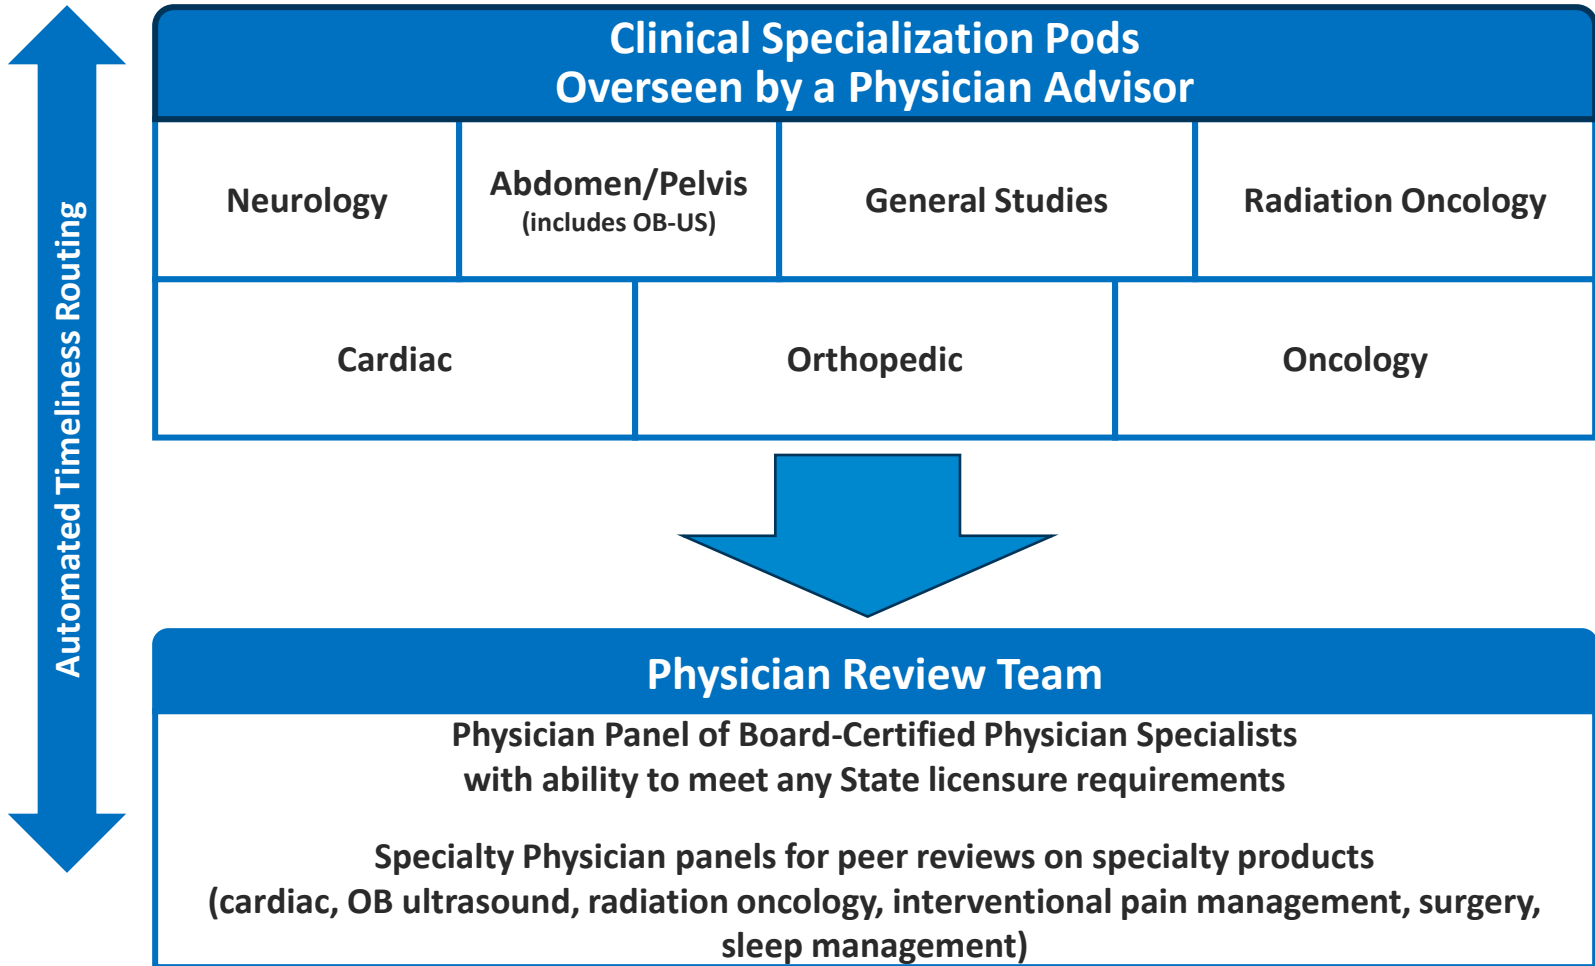 Automated Timeliness Routing
Clinical Specialization Pods
Overseen by a Physician Advisor
Neurology
Abdomen/Pelvis
(includes OB-US)
General Studies
Radiation Oncology
Cardiac
Orthopedic
Oncology
Physician Review Team
Physician Panel of Board-Certified Physician Specialists
with ability to meet any State licensure requirements
Specialty Physician panels for peer reviews on specialty products
(cardiac, OB ultrasound, radiation oncology, interventional pain management, surgery,
sleep management)